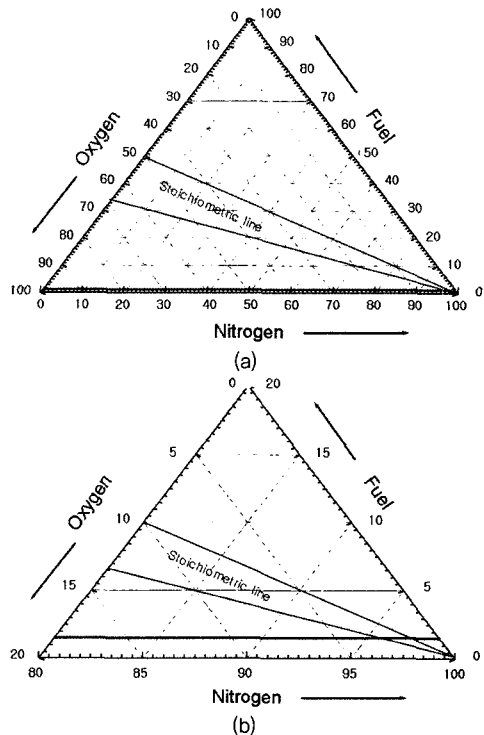 0 100
10 90
20 80
30 70
Oxygen
Fuel
40 60
50 50
60 40
Stoichiometric line
70 30
80 20
90 10
100 0
0 10 20 30 40 50 60 70 80 90 100
Nitrogen
(a)
0 20
5 15
Oxygen
Fuel
10 10
Stoichiometric line
15 5
20 0
80 85 90 95 100
Nitrogen
(b)